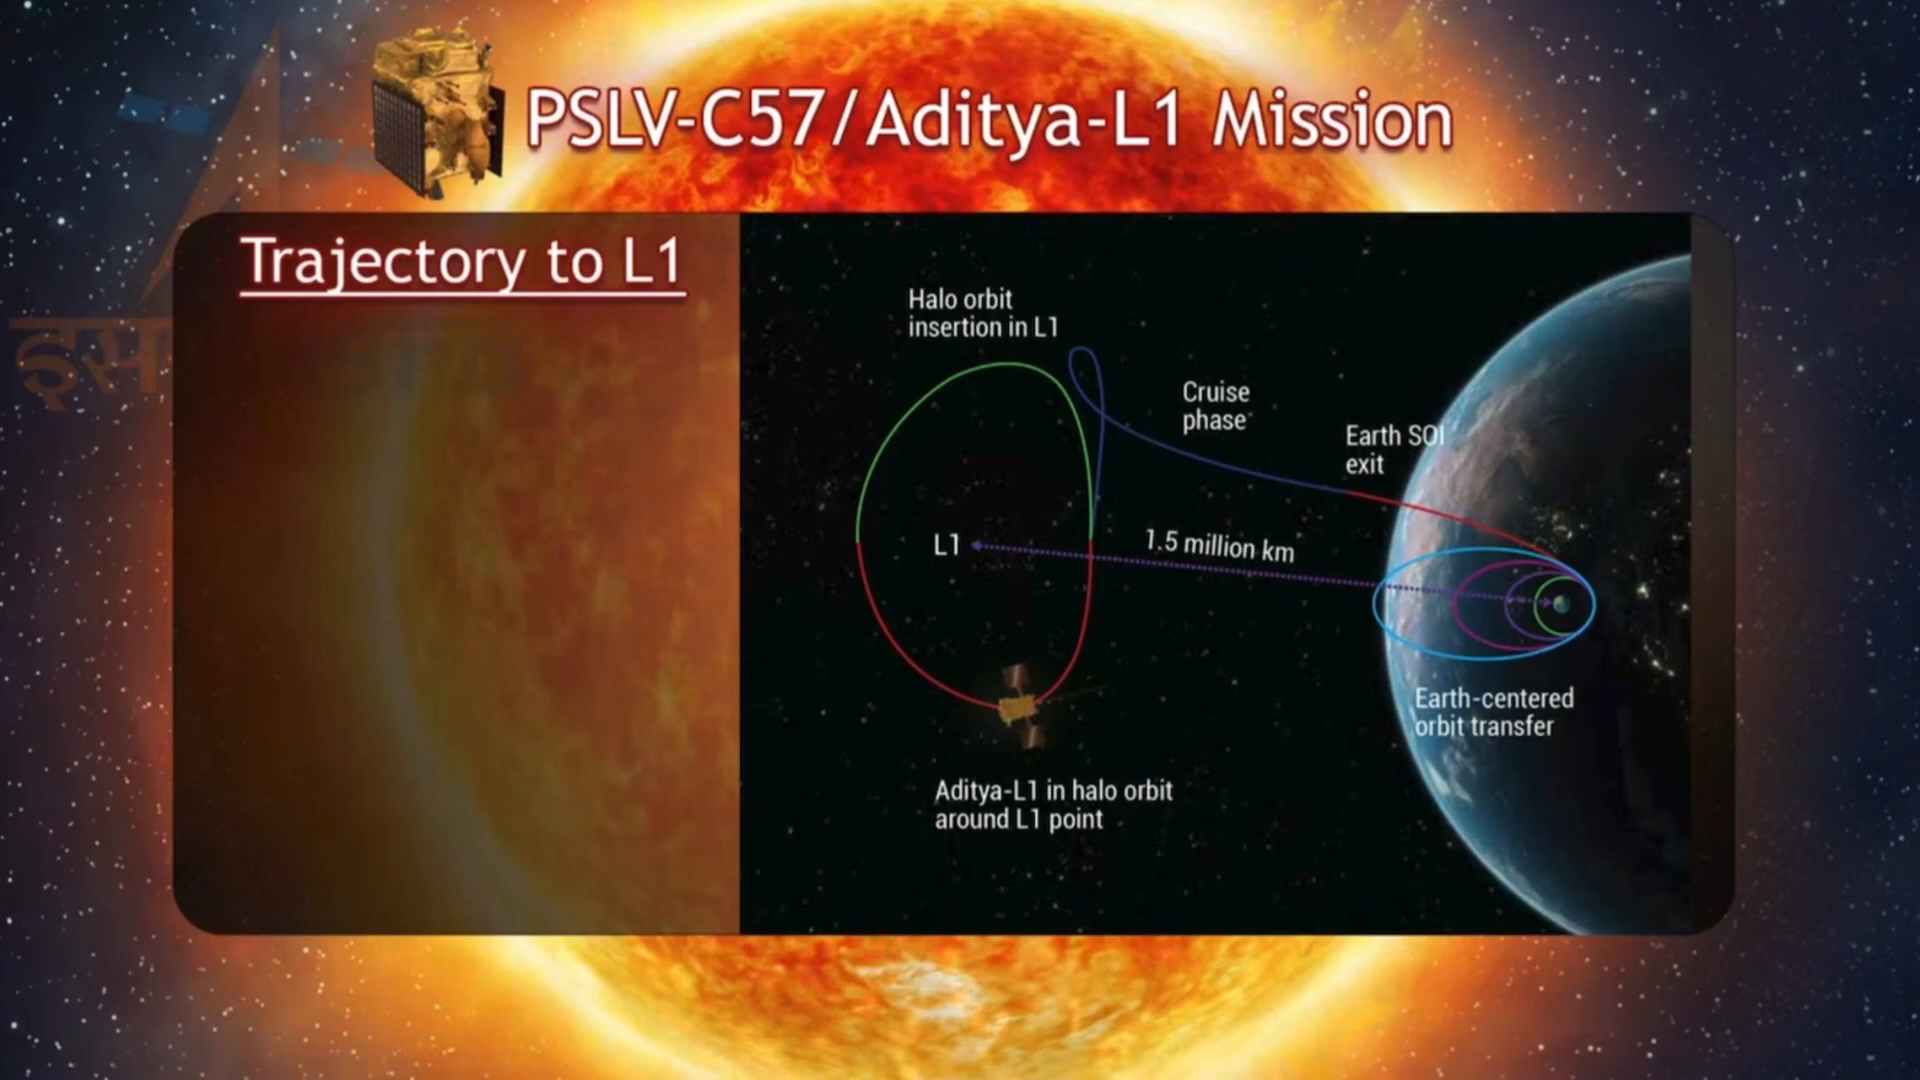 PSLV-C57/Aditya-L1 Mission
Trajectory to L1
Halo orbit
insertion in L1
Cruise
phase
Earth SOI
exit
L1
1.5 million km
Earth-centered
orbit transfer
Aditya-L1 in halo orbit
around L1 point
इस